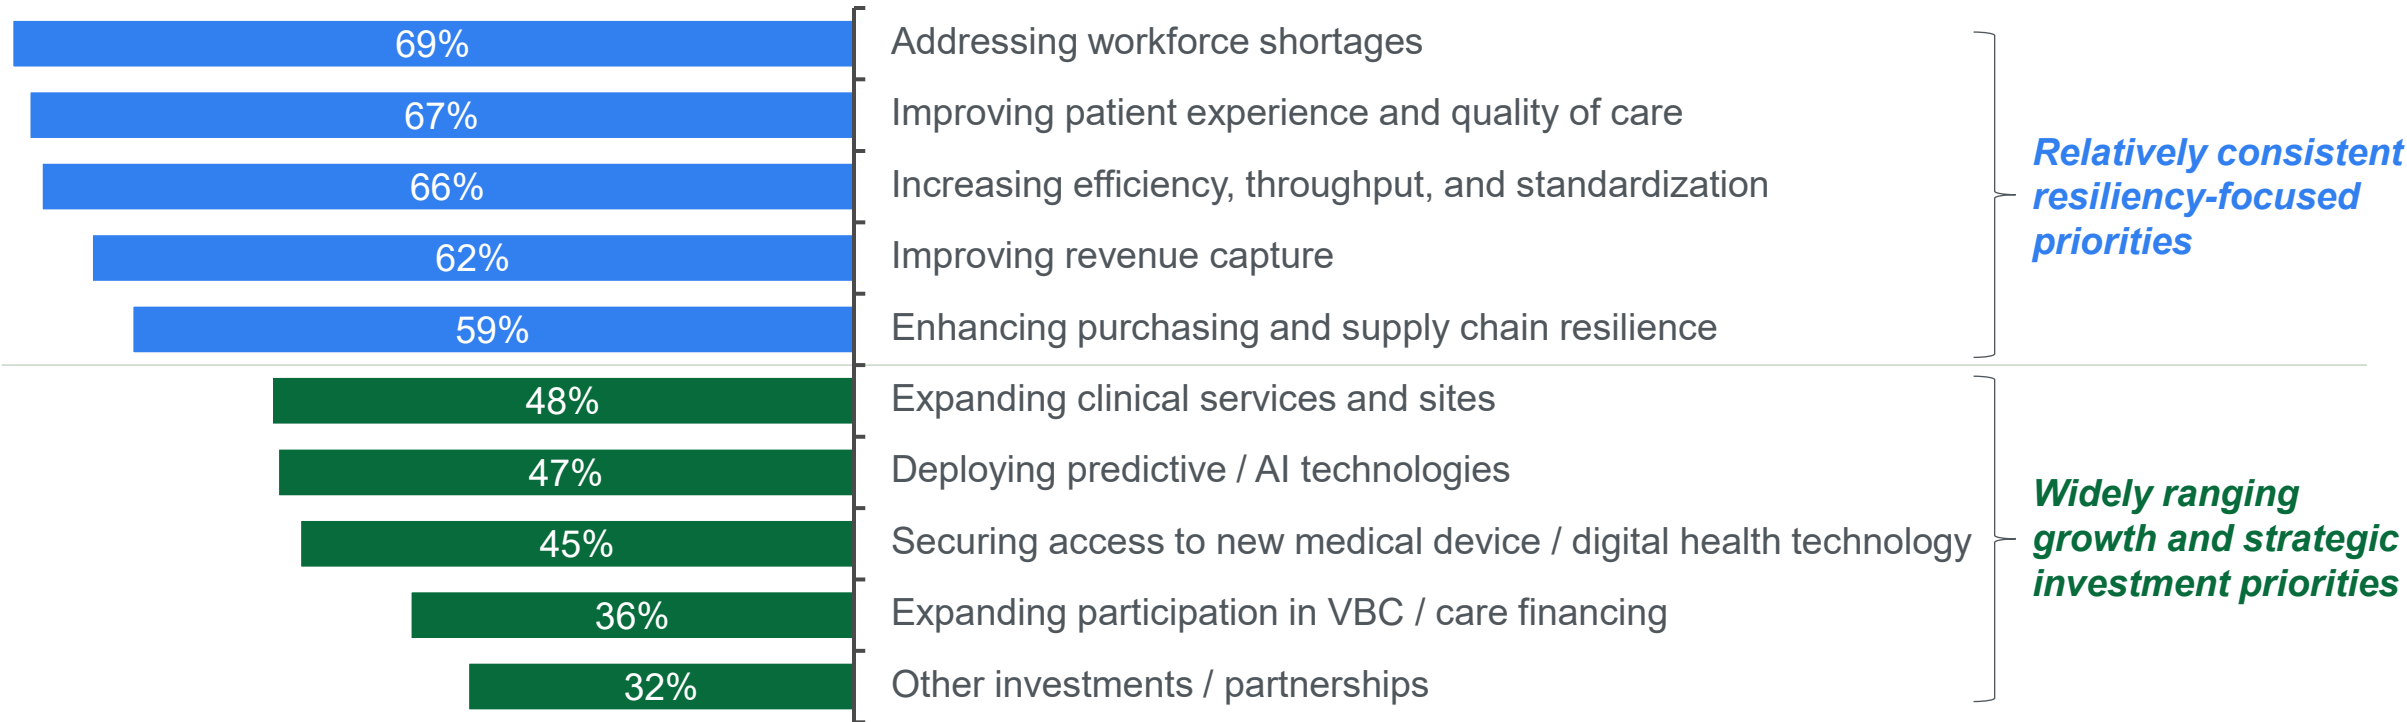 69% Addressing workforce shortages
67% Improving patient experience and quality of care
66% Increasing efficiency, throughput, and standardization
62% Improving revenue capture
59% Enhancing purchasing and supply chain resilience
Relatively consistent
resiliency-focused
priorities
48% Expanding clinical services and sites
47% Deploying predictive / AI technologies
45% Securing access to new medical device / digital health technology
36% Expanding participation in VBC / care financing
32% Other investments / partnerships
Widely ranging
growth and strategic
investment priorities